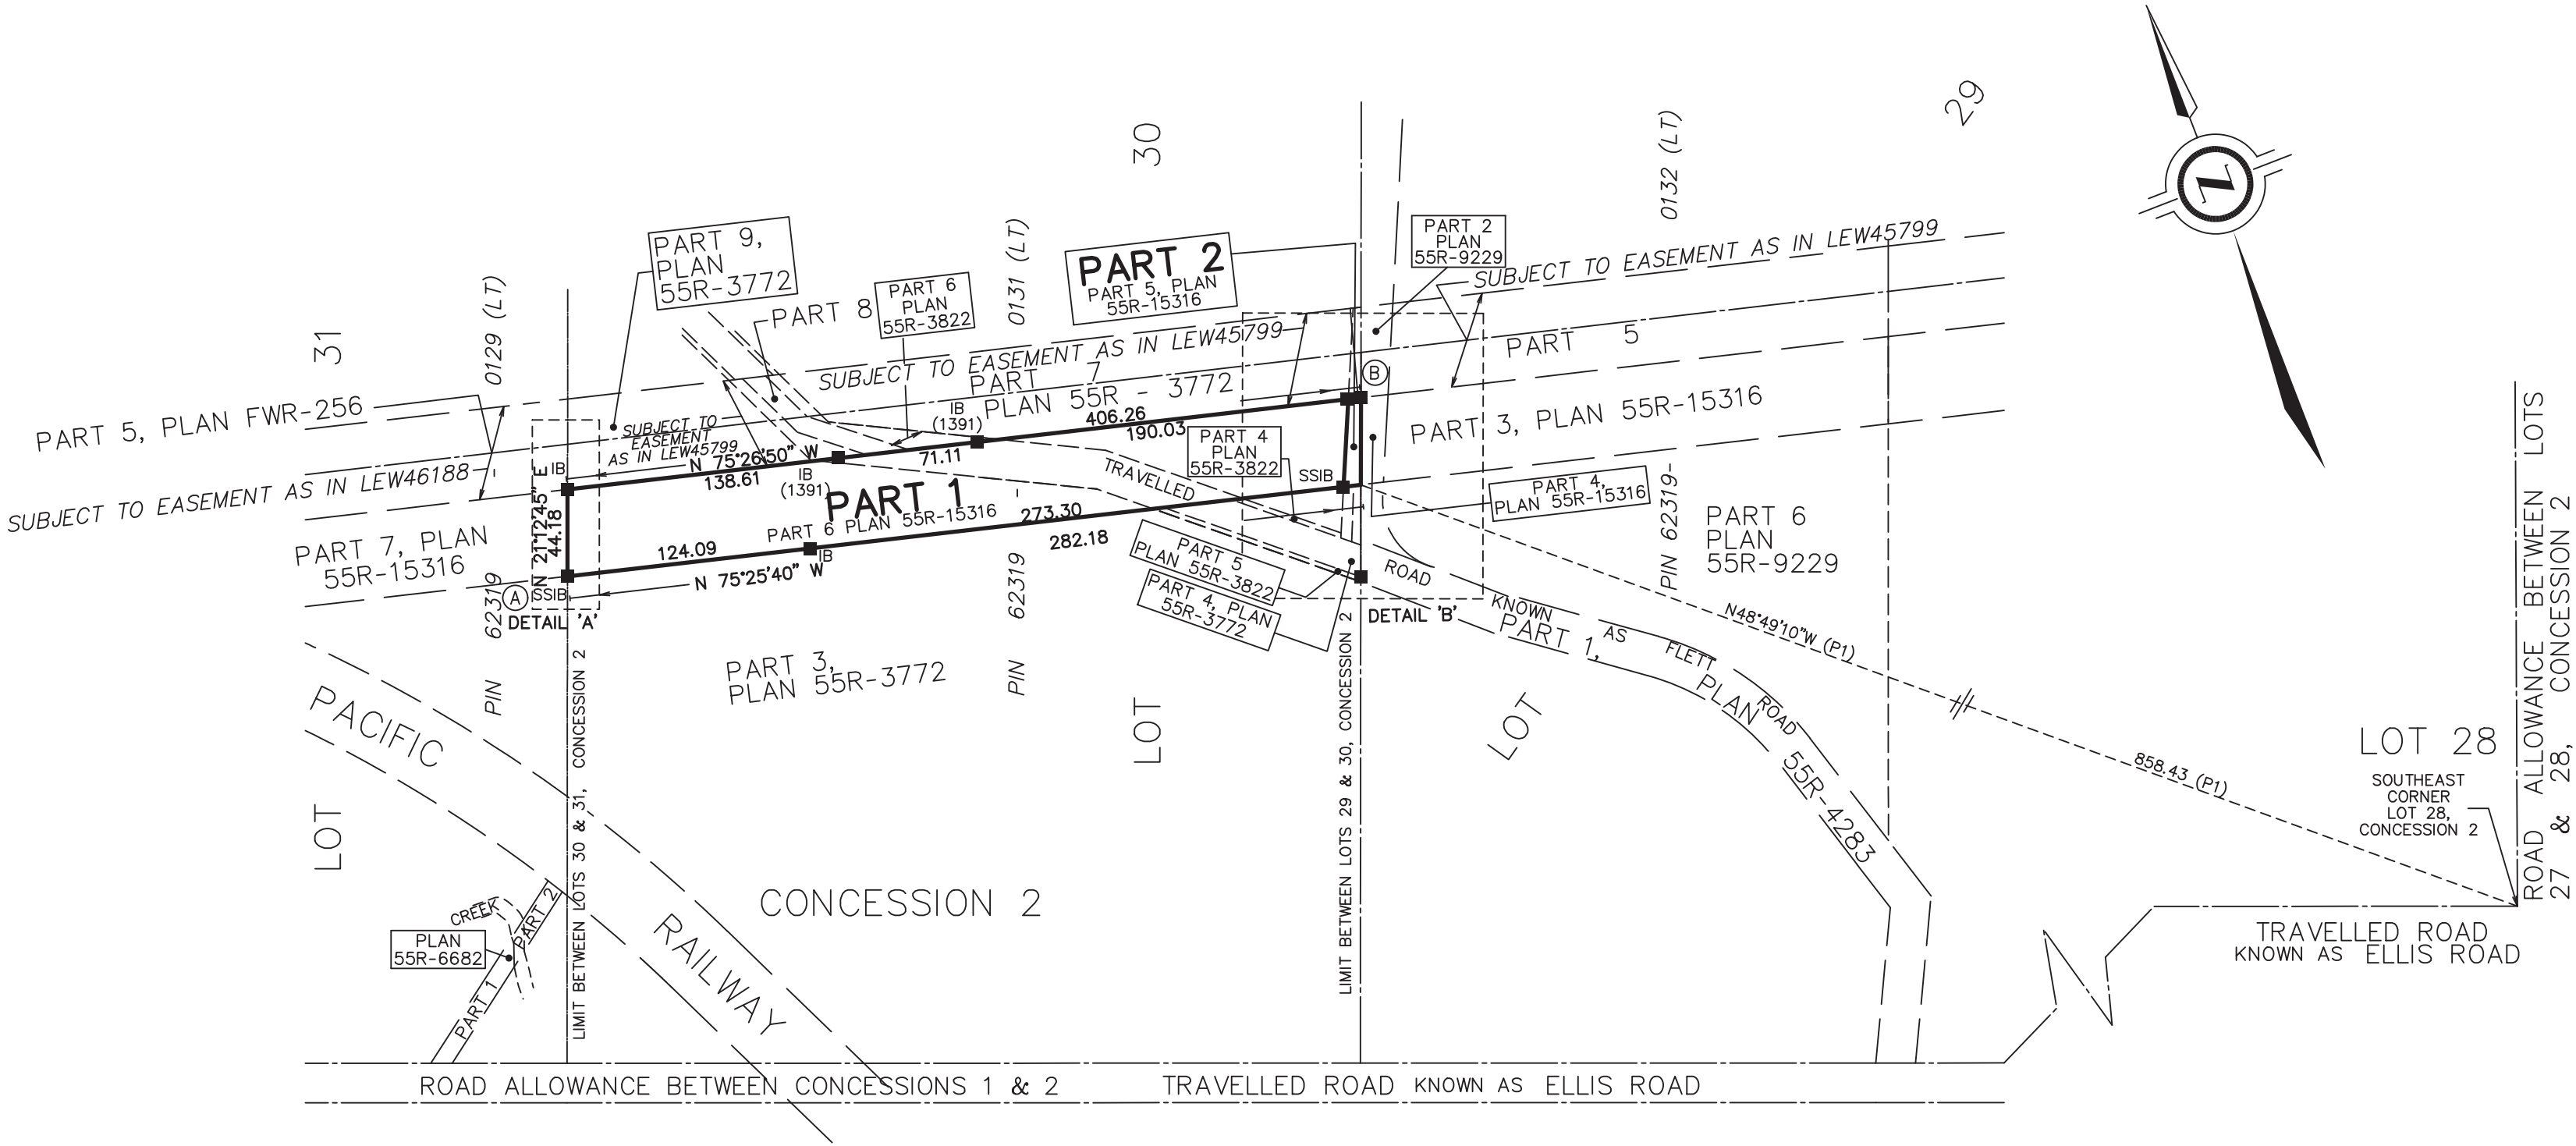 30
29
31
0129 (LT)
0131 (LT)
0132 (LT)
N
PART 9,
PLAN
55R-3772
PART 8
PART 6
PLAN
55R-3822
PART 2
PART 5, PLAN
55R-15316
PART 2
PLAN
55R-9229
SUBJECT TO EASEMENT AS IN LEW45799
SUBJECT TO EASEMENT AS IN LEW45799
PART 7
PLAN 55R - 3772
PART 5
B
PART 5, PLAN FWR-256
SUBJECT TO EASEMENT AS IN LEW46188
SUBJECT TO
EASEMENT
AS IN LEW45799
IB
(1391)
406.26
190.03
PART 3, PLAN 55R-15316
PART 4
PLAN
55R-3822
N 75°26'50" W
138.61
IB
(1391)
71.11
IB
N 21°12'45" E
44.18
TRAVELLED
SSIB
PART 4,
PLAN 55R-15316
PART 7, PLAN
55R-15316
PART 1
PART 6 PLAN 55R-15316
273.30
282.18
124.09
IB
N 75°25'40" W
A
SSIB
DETAIL 'A'
PIN 62319
PIN 62319
PIN 62319-
PART 6
PLAN
55R-9229
PART 5
PLAN 55R-3822
PART 4, PLAN
55R-3772
DETAIL 'B'
ROAD
KNOWN
AS
FLETT
ROAD
PART 1,
PLAN
55R-4283
N48°49'10"W (P1)
858.43 (P1)
PART 3,
PLAN 55R-3772
PACIFIC
RAILWAY
LOT
LOT
LOT
LIMIT BETWEEN LOTS 30 & 31, CONCESSION 2
LIMIT BETWEEN LOTS 29 & 30, CONCESSION 2
CONCESSION 2
CREEK
PART 2
PLAN
55R-6682
PART 1
LOT 28
SOUTHEAST
CORNER
LOT 28,
CONCESSION 2
ROAD ALLOWANCE BETWEEN LOTS
27 & 28, CONCESSION 2
TRAVELLED ROAD
KNOWN AS ELLIS ROAD
ROAD ALLOWANCE BETWEEN CONCESSIONS 1 & 2
TRAVELLED ROAD KNOWN AS ELLIS ROAD